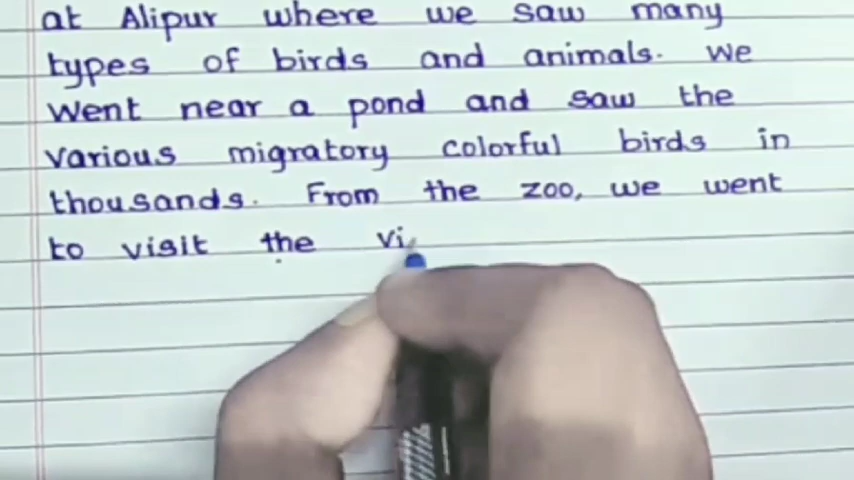 at Alipur where we saw many
types of birds and animals. We
went near a pond and saw the
various migratory colorful birds in
thousands. From the zoo, we went
to visit the vi